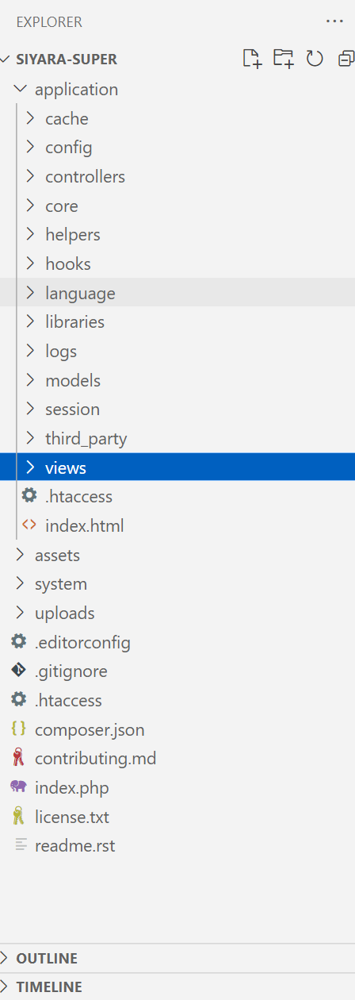 EXPLORER
SIYARA-SUPER
application
cache
config
controllers
core
helpers
hooks
language
libraries
logs
models
session
third_party
views
.htaccess
index.html
assets
system
uploads
.editorconfig
.gitignore
.htaccess
composer.json
contributing.md
index.php
license.txt
readme.rst
OUTLINE
TIMELINE